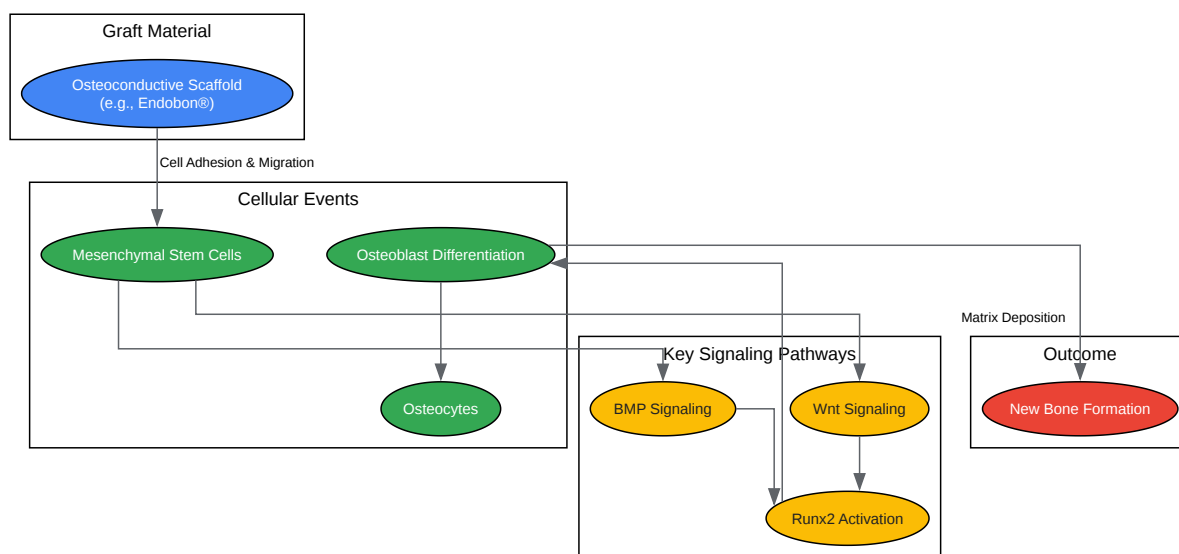 Graft Material
Osteoconductive Scaffold
(e.g., Endobon®)
Cell Adhesion & Migration
Cellular Events
Mesenchymal Stem Cells
Osteoblast Differentiation
Matrix Deposition
Key Signaling Pathways
Outcome
Osteocytes
BMP Signaling
Wnt Signaling
New Bone Formation
Runx2 Activation